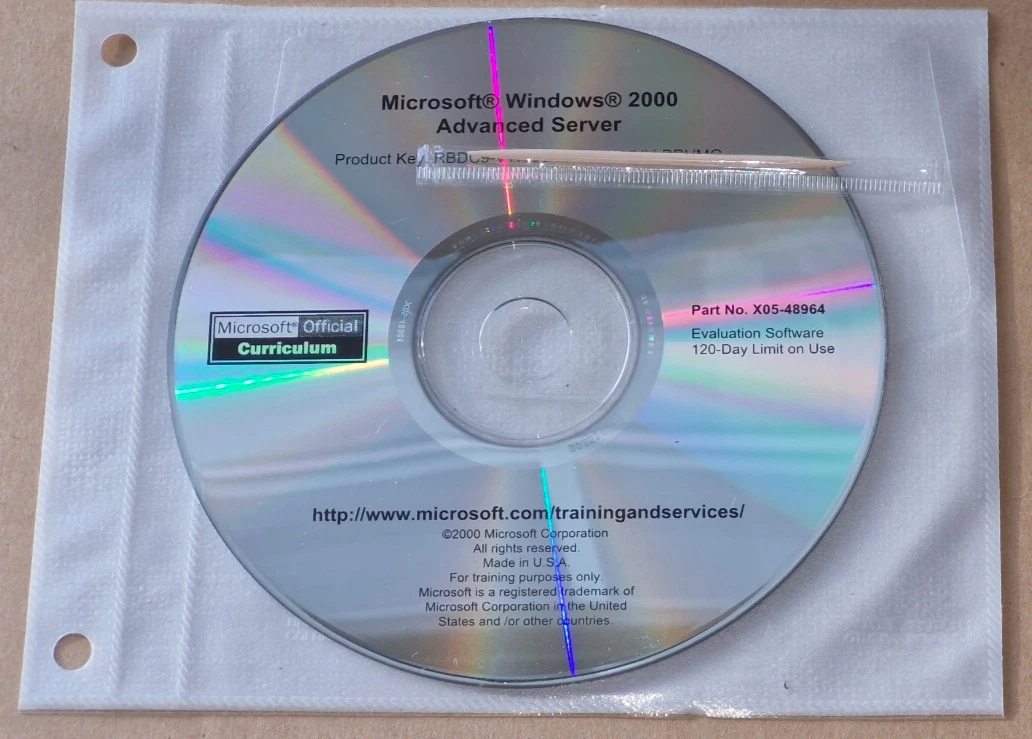 Microsoft® Windows® 2000
Advanced Server
Product Key: RBDC9-
Microsoft® Official
Curriculum
Part No. X05-48964
Evaluation Software
120-Day Limit on Use
http://www.microsoft.com/trainingandservices/
©2000 Microsoft Corporation
All rights reserved.
Made in U.S.A.
For training purposes only.
Microsoft is a registered trademark of
Microsoft Corporation in the United
States and /or other countries.